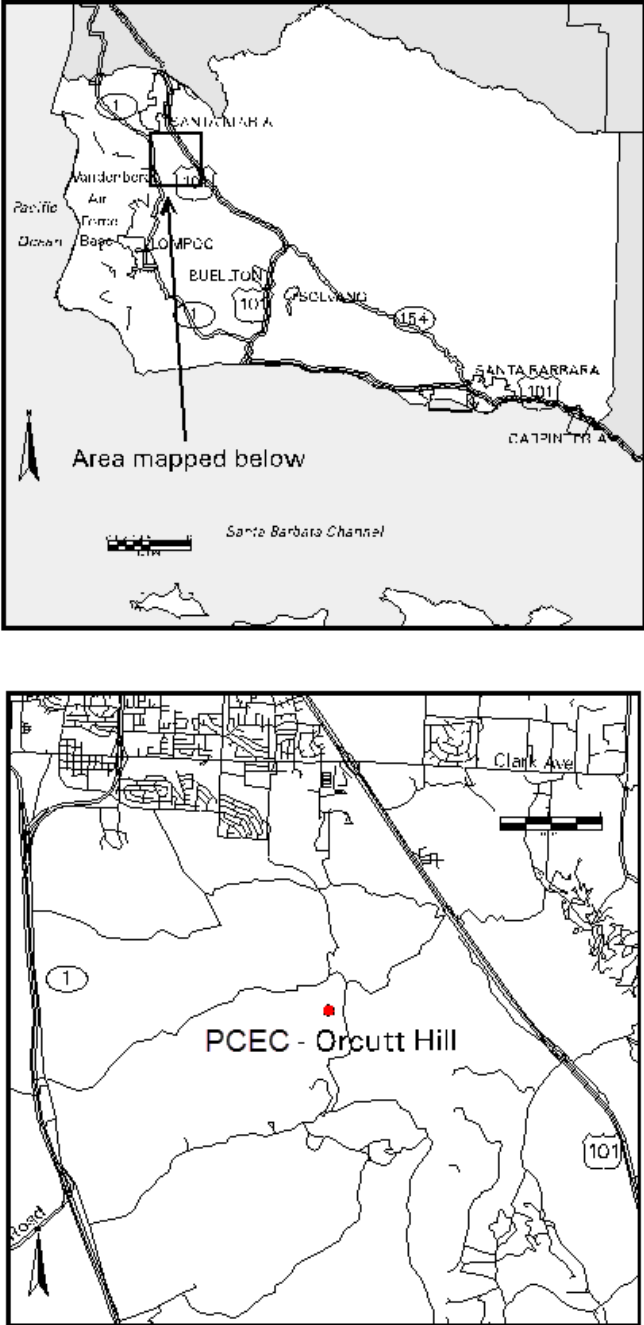 1
SANTA MARIA
101
Vandenberg
Air
Force
Base
Pacific
Ocean
LOMPOC
BUELLTON
SOLVANG
101
1
154
SANTA BARBARA
101
CARPINTERIA
Area mapped below
Santa Barbara Channel
Clark Ave
1
PCEC - Orcutt Hill
101
Road